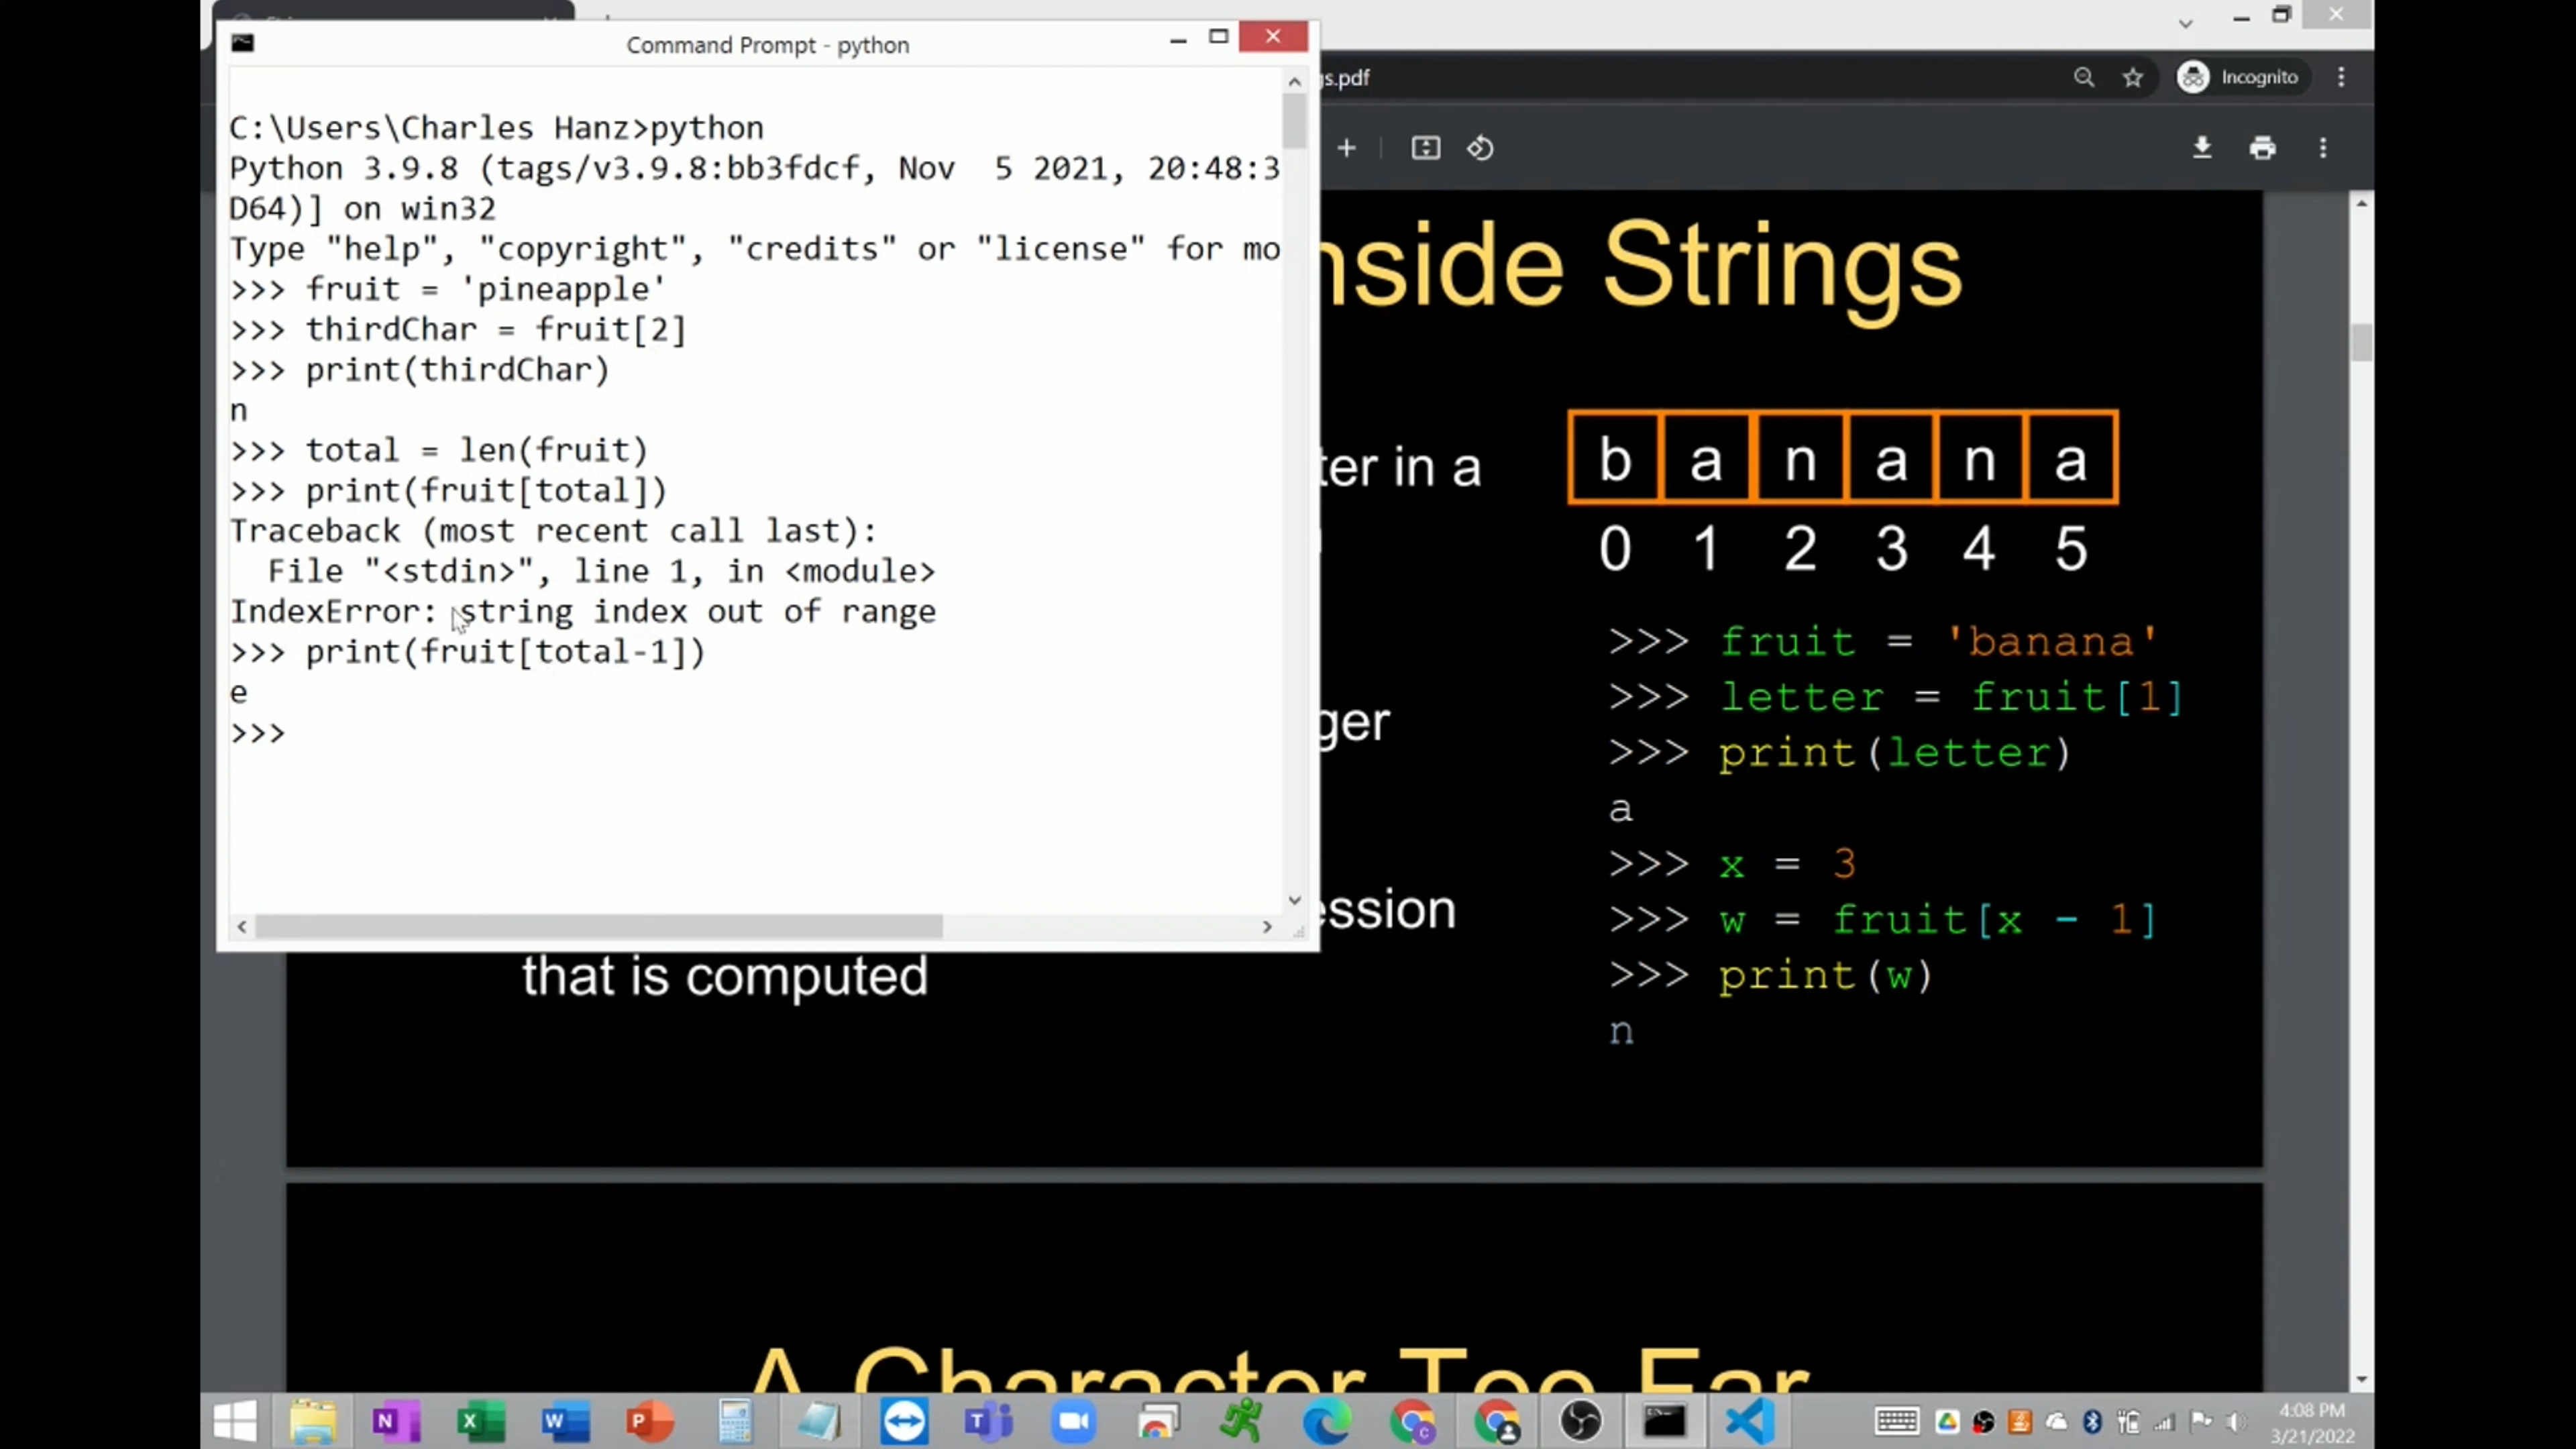 Command Prompt - python
C:\Users\Charles Hanz>python
Python 3.9.8 (tags/v3.9.8:bb3fdcf, Nov  5 2021, 20:48:3
D64)] on win32
Type "help", "copyright", "credits" or "license" for mo
>>> fruit = 'pineapple'
>>> thirdChar = fruit[2]
>>> print(thirdChar)
n
>>> total = len(fruit)
>>> print(fruit[total])
Traceback (most recent call last):
  File "<stdin>", line 1, in <module>
IndexError: string index out of range
>>> print(fruit[total-1])
e
>>>
gs.pdf
Incognito
nside Strings
ter in a
ger
ession
that is computed
b a n a n a
0 1 2 3 4 5
>>> fruit = 'banana'
>>> letter = fruit[1]
>>> print(letter)
a
>>> x = 3
>>> w = fruit[x - 1]
>>> print(w)
n
A Character Too Far
4:08 PM
3/21/2022